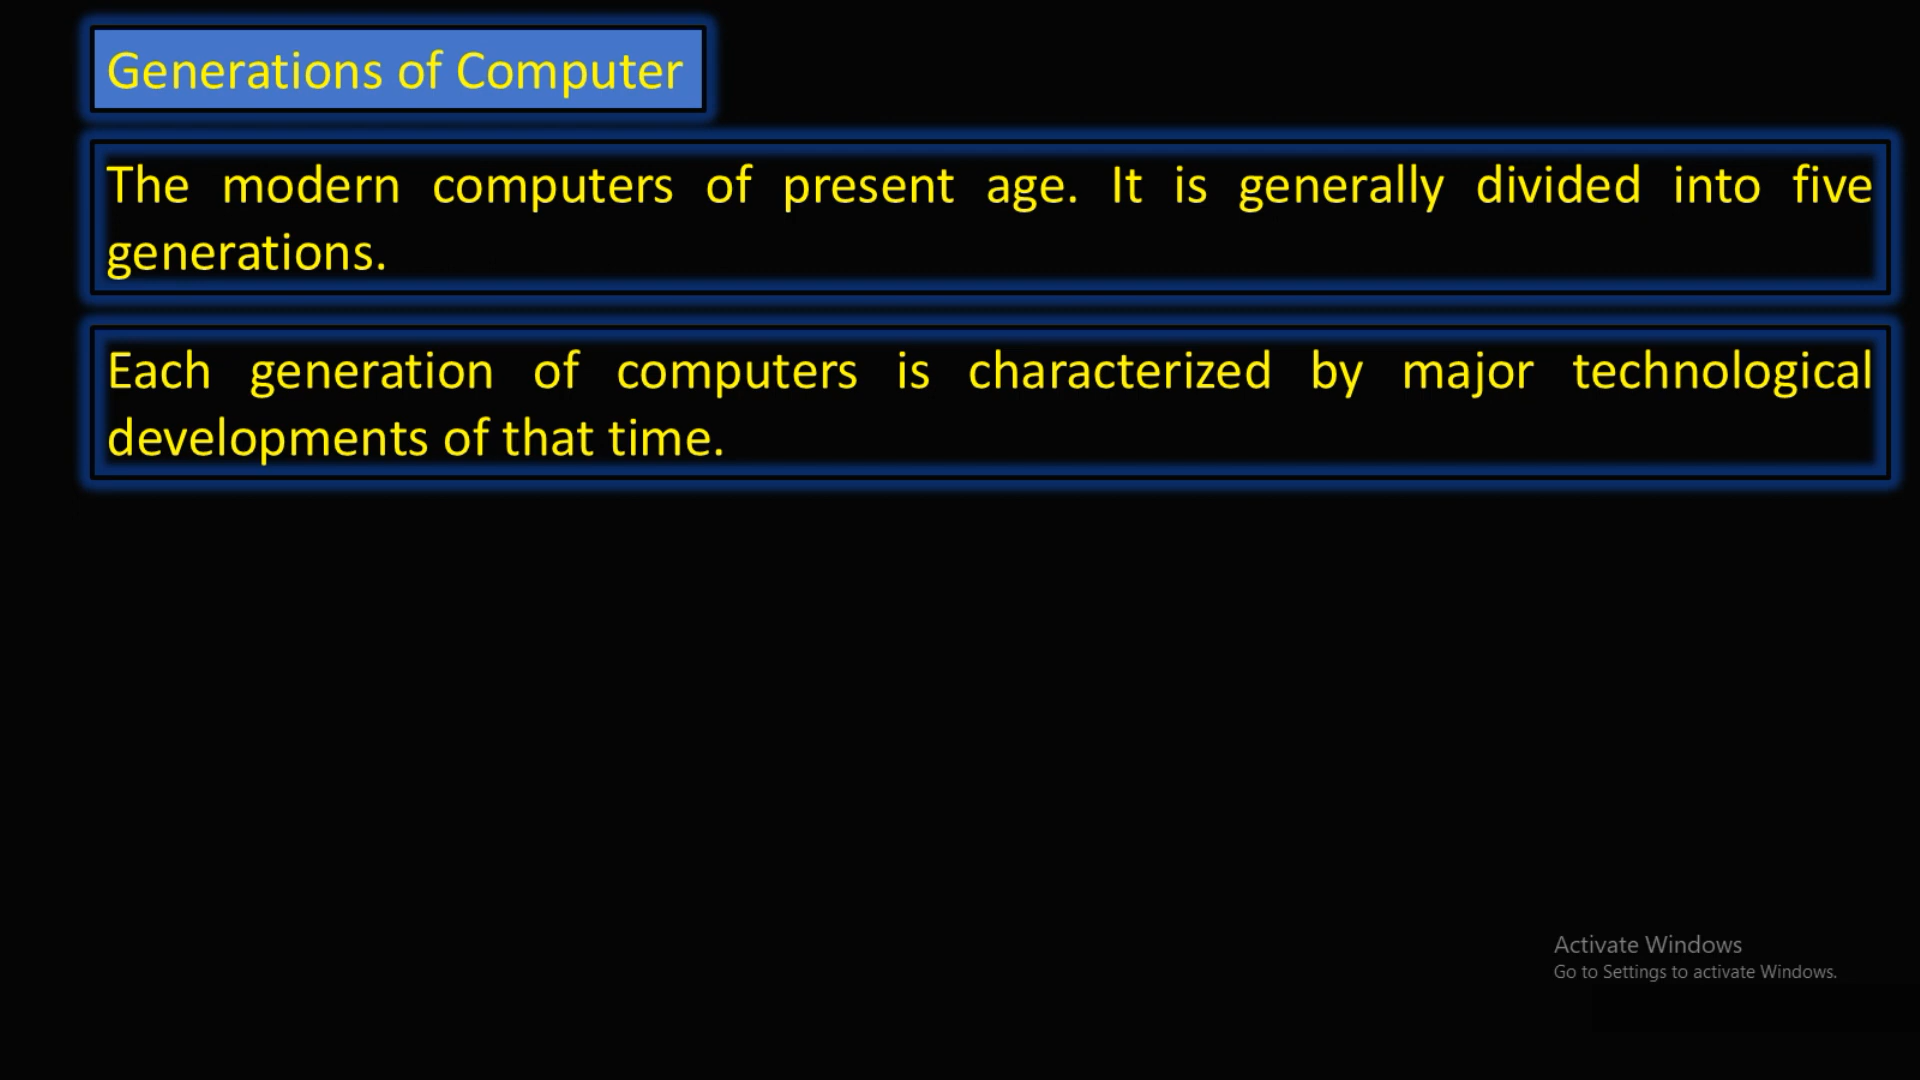 Generations of Computer
The modern computers of present age. It is generally divided into five
generations.
Each generation of computers is characterized by major technological
developments of that time.
Activate Windows
Go to Settings to activate Windows.